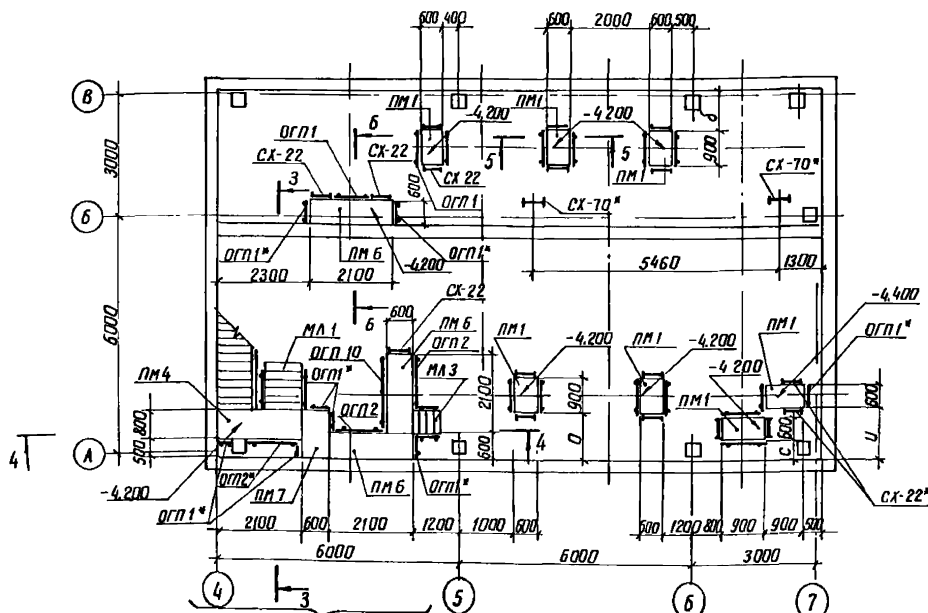 600 400 600 2000 600 500
В
ПМ1 ПМ1
-4.200 -4.200
ОГП1 б
СХ-22 СХ-22
5 5
900
3000
3 СХ 22 ПМ1 СХ-70*
600 ОГП1 СХ-70*
Б
ОГП1* ПМ6 -4.200 ОГП1*
2300 2100
5460 1300
СХ-22
-4.400
б 600
ПМ6 ПМ1 -4.200 ПМ1 -4.200 ПМ1 ОГП1*
6000
МЛ1 ОГП10 ОГП2
ПМ4 ОГП1* МЛ3 -4.200
2100 900 ПМ1 600
800 ОГП2
500 600 4 О С 600 И
4
А
-4.200 ОГП2* ПМ7 ПМ6 ОГП1* СХ-22*
ОГП1*
2100 600 2100 1200 1000 600 600 1200 800 900 900 500
6000 6000 3000
4 3 5 6 7